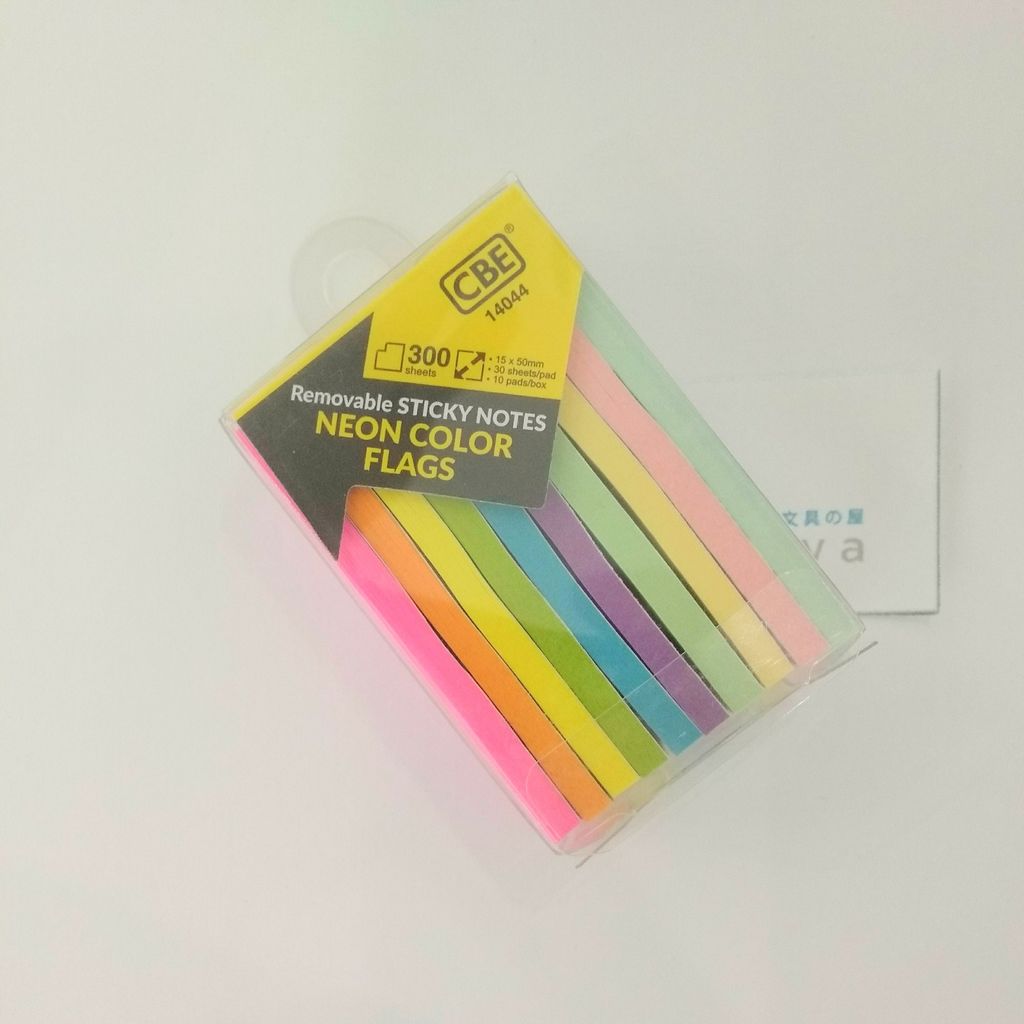 CBE®
14044
300
sheets
• 15 x 50mm
• 30 sheets/pad
• 10 pads/box
Removable STICKY NOTES
NEON COLOR
FLAGS
文具の屋
ya